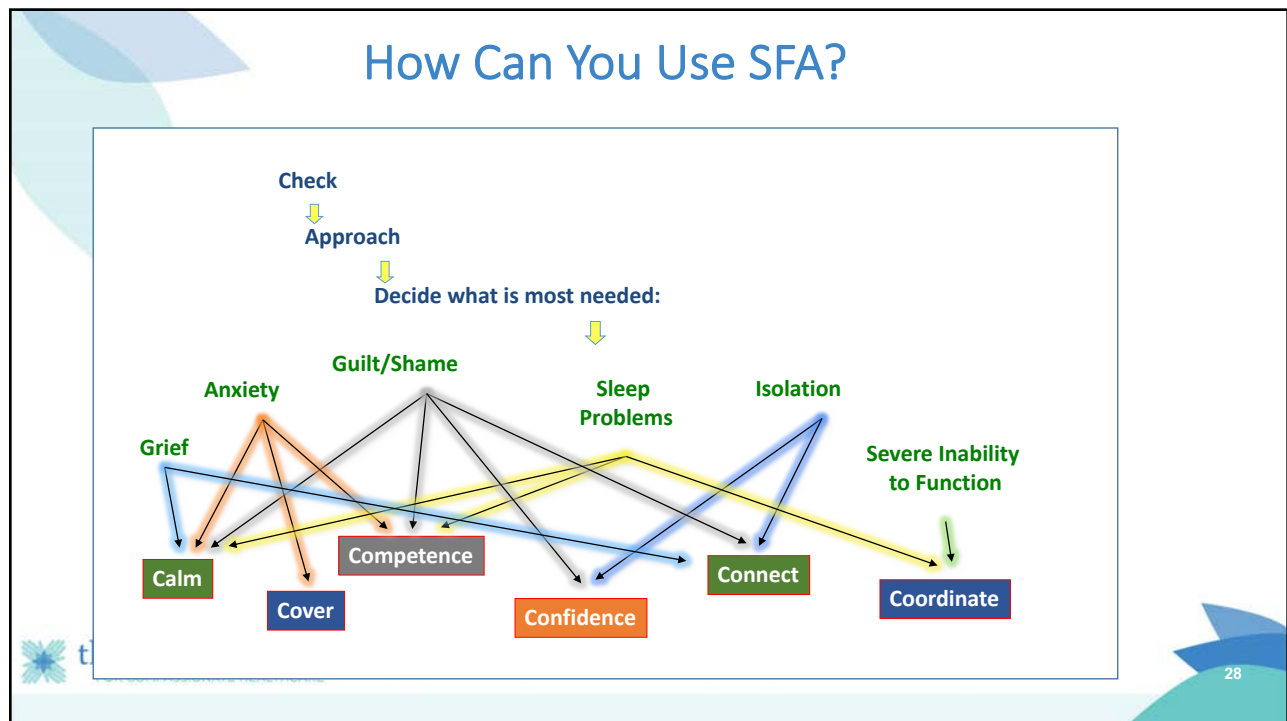 How Can You Use SFA?
Check
Approach
Decide what is most needed:
Guilt/Shame
Anxiety
Sleep
Problems
Isolation
Grief
Severe Inability
to Function
Competence
Calm
Connect
Coordinate
Cover
Confidence
28